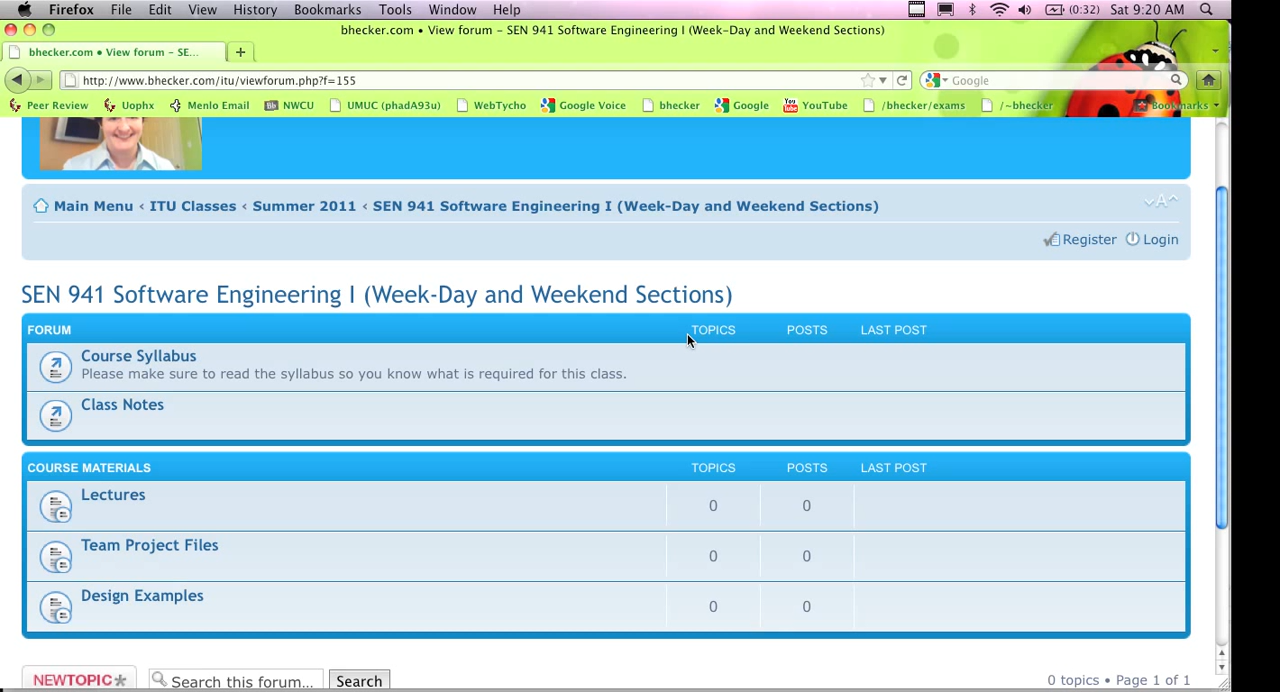 Firefox File Edit View History Bookmarks Tools Window Help (0:32) Sat 9:20 AM
bhecker.com • View forum – SEN 941 Software Engineering I (Week-Day and Weekend Sections)
bhecker.com • View forum – SE... +
http://www.bhecker.com/itu/viewforum.php?f=155 Google
Peer Review Uophx Menlo Email Bb NWCU UMUC (phadA93u) WebTycho Google Voice bhecker Google YouTube /bhecker/exams /~bhecker Bookmarks
Main Menu ‹ ITU Classes ‹ Summer 2011 ‹ SEN 941 Software Engineering I (Week-Day and Weekend Sections) A
Register Login
SEN 941 Software Engineering I (Week-Day and Weekend Sections)
FORUM TOPICS POSTS LAST POST
Course Syllabus
Please make sure to read the syllabus so you know what is required for this class.
Class Notes
COURSE MATERIALS TOPICS POSTS LAST POST
Lectures 0 0
Team Project Files 0 0
Design Examples 0 0
NEWTOPIC* Search this forum... Search 0 topics • Page 1 of 1